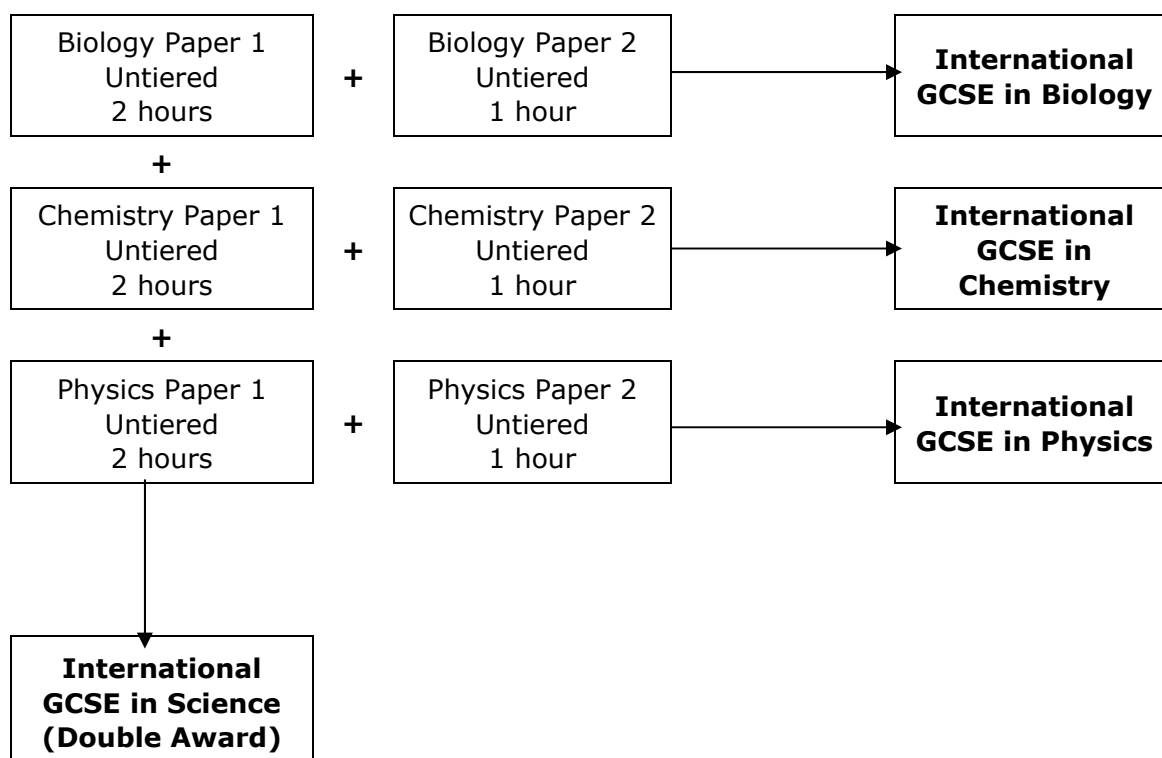 Biology Paper 1
Untiered
2 hours
+
Biology Paper 2
Untiered
1 hour
International
GCSE in Biology
+
Chemistry Paper 1
Untiered
2 hours
+
Chemistry Paper 2
Untiered
1 hour
International
GCSE in
Chemistry
+
Physics Paper 1
Untiered
2 hours
+
Physics Paper 2
Untiered
1 hour
International
GCSE in Physics
International
GCSE in Science
(Double Award)